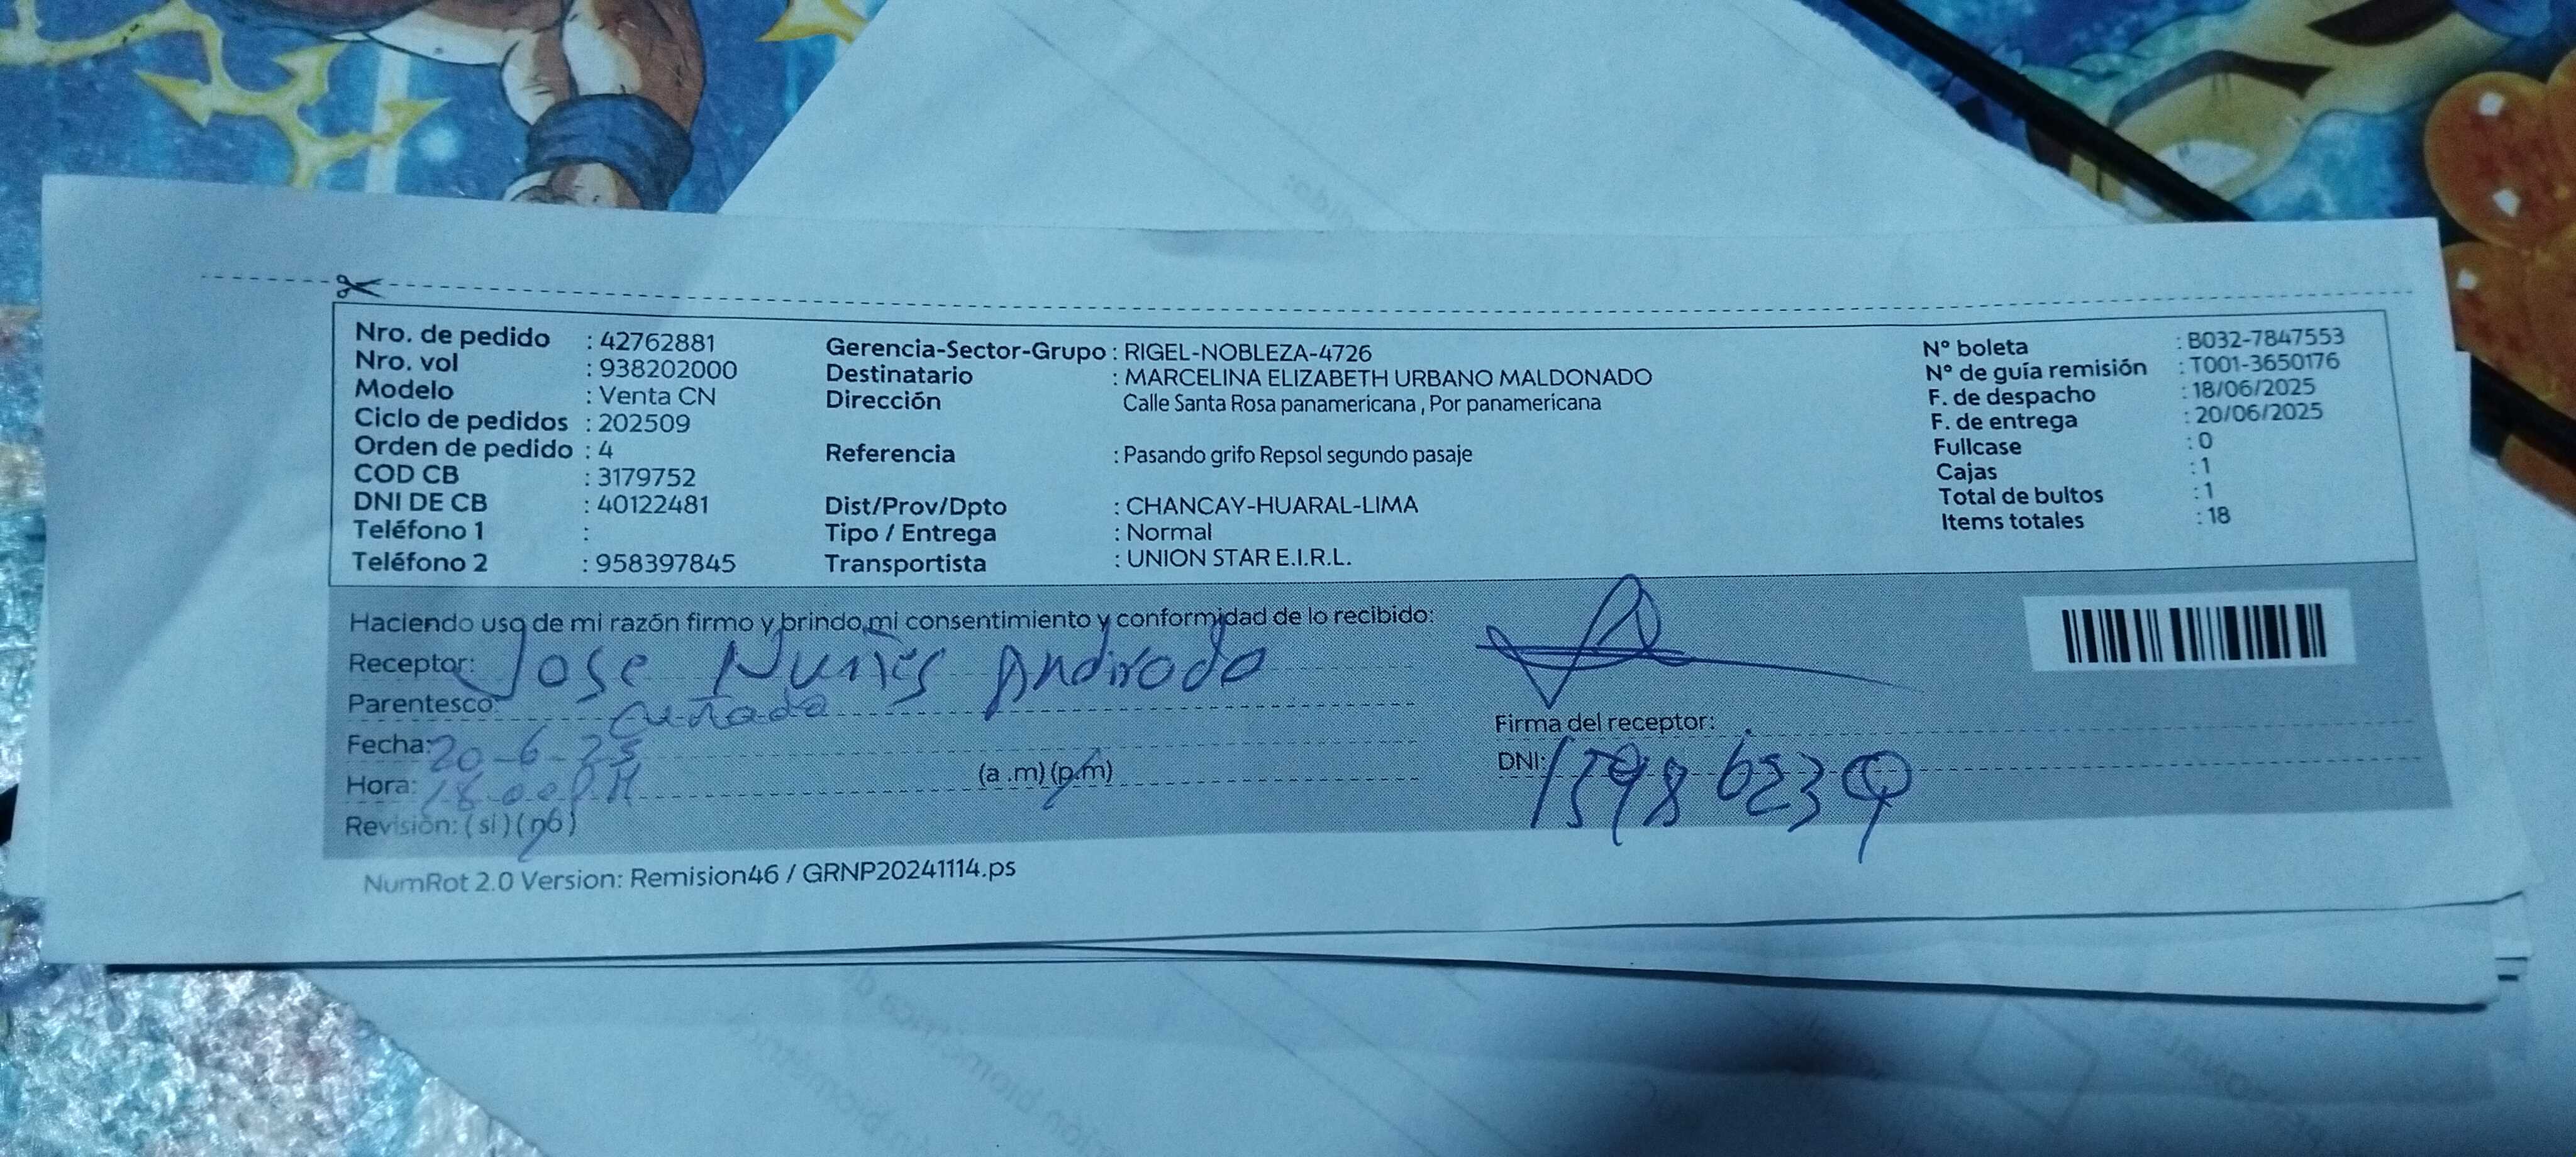 Nro. de pedido : 42762881
Nro. vol : 938202000
Modelo : Venta CN
Ciclo de pedidos : 202509
Orden de pedido : 4
COD CB : 3179752
DNI DE CB : 40122481
Teléfono 1 :
Teléfono 2 : 958397845
Gerencia-Sector-Grupo : RIGEL-NOBLEZA-4726
Destinatario : MARCELINA ELIZABETH URBANO MALDONADO
Dirección Calle Santa Rosa panamericana , Por panamericana
Referencia : Pasando grifo Repsol segundo pasaje
Dist/Prov/Dpto : CHANCAY-HUARAL-LIMA
Tipo / Entrega : Normal
Transportista : UNION STAR E.I.R.L.
N° boleta : B032-7847553
N° de guía remisión : T001-3650176
F. de despacho : 18/06/2025
F. de entrega : 20/06/2025
Fullcase : 0
Cajas : 1
Total de bultos : 1
Items totales : 18
Haciendo uso de mi razón firmo y brindo mi consentimiento y conformidad de lo recibido:
Receptor: Jose
Parentesco: cuñada
Fecha: 20-6-25
Hora: (a .m) (p.m)
Revisión: (si) (no)
Firma del receptor:
DNI:
NumRot 2.0 Version: Remision46 / GRNP20241114.ps